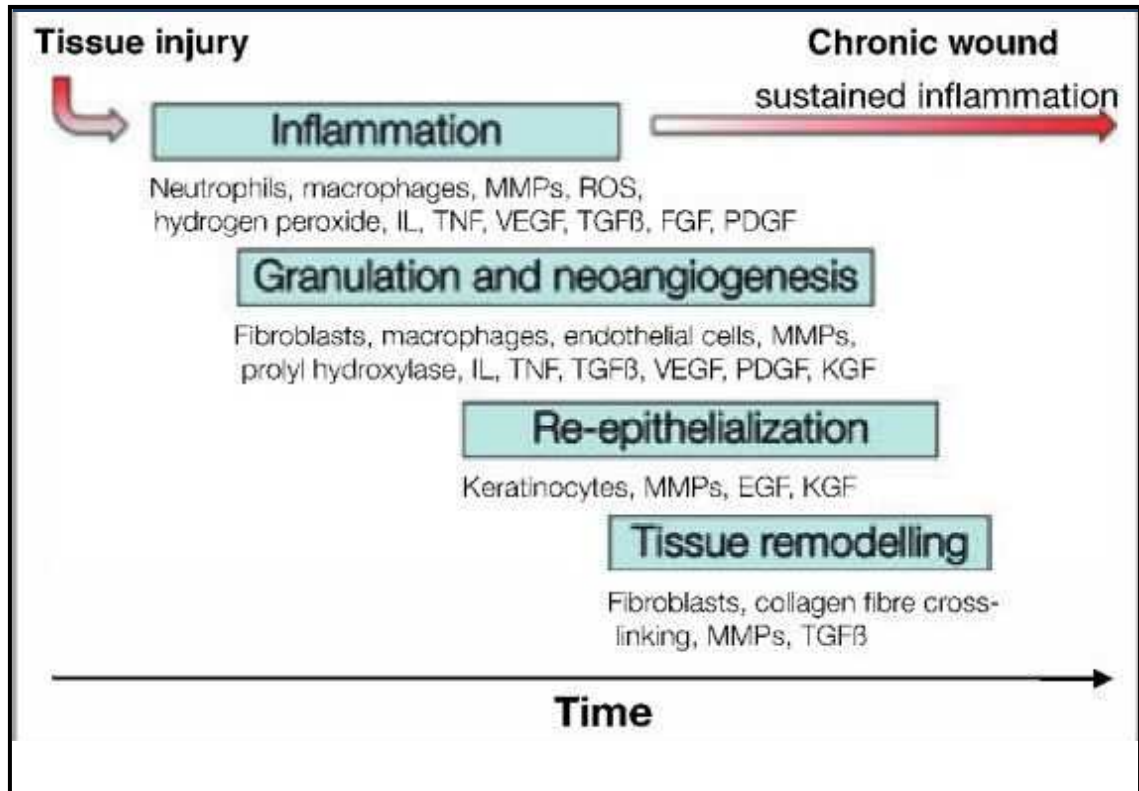 Tissue injury
Chronic wound
sustained inflammation
Inflammation
Neutrophils, macrophages, MMPs, ROS,
hydrogen peroxide, IL, TNF, VEGF, TGFß, FGF, PDGF
Granulation and neoangiogenesis
Fibroblasts, macrophages, endothelial cells, MMPs,
prolyl hydroxylase, IL, TNF, TGFß, VEGF, PDGF, KGF
Re-epithelialization
Keratinocytes, MMPs, EGF, KGF
Tissue remodelling
Fibroblasts, collagen fibre cross-
linking, MMPs, TGFß
Time